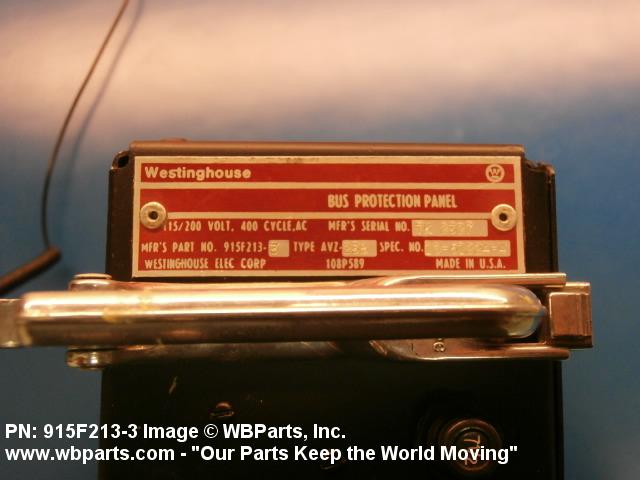 Westinghouse
W
BUS PROTECTION PANEL
115/200 VOLT, 400 CYCLE, AC MFR'S SERIAL NO.
MFR'S PART NO. 915F213- TYPE AVZ- SPEC. NO.
WESTINGHOUSE ELEC CORP 108P589 MADE IN U.S.A.
PN: 915F213-3 Image © WBParts, Inc.
www.wbparts.com - "Our Parts Keep the World Moving"